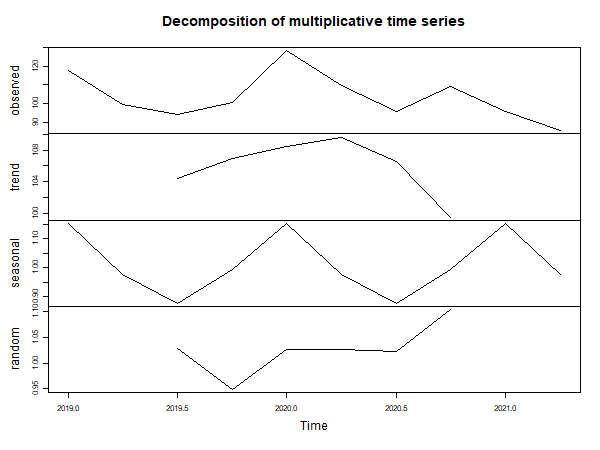 Decomposition of multiplicative time series
observed
90 100 120
trend
100 104 108
seasonal
0.90 1.00 1.10
random
0.95 1.00 1.05 1.10
2019.0 2019.5 2020.0 2020.5 2021.0
Time